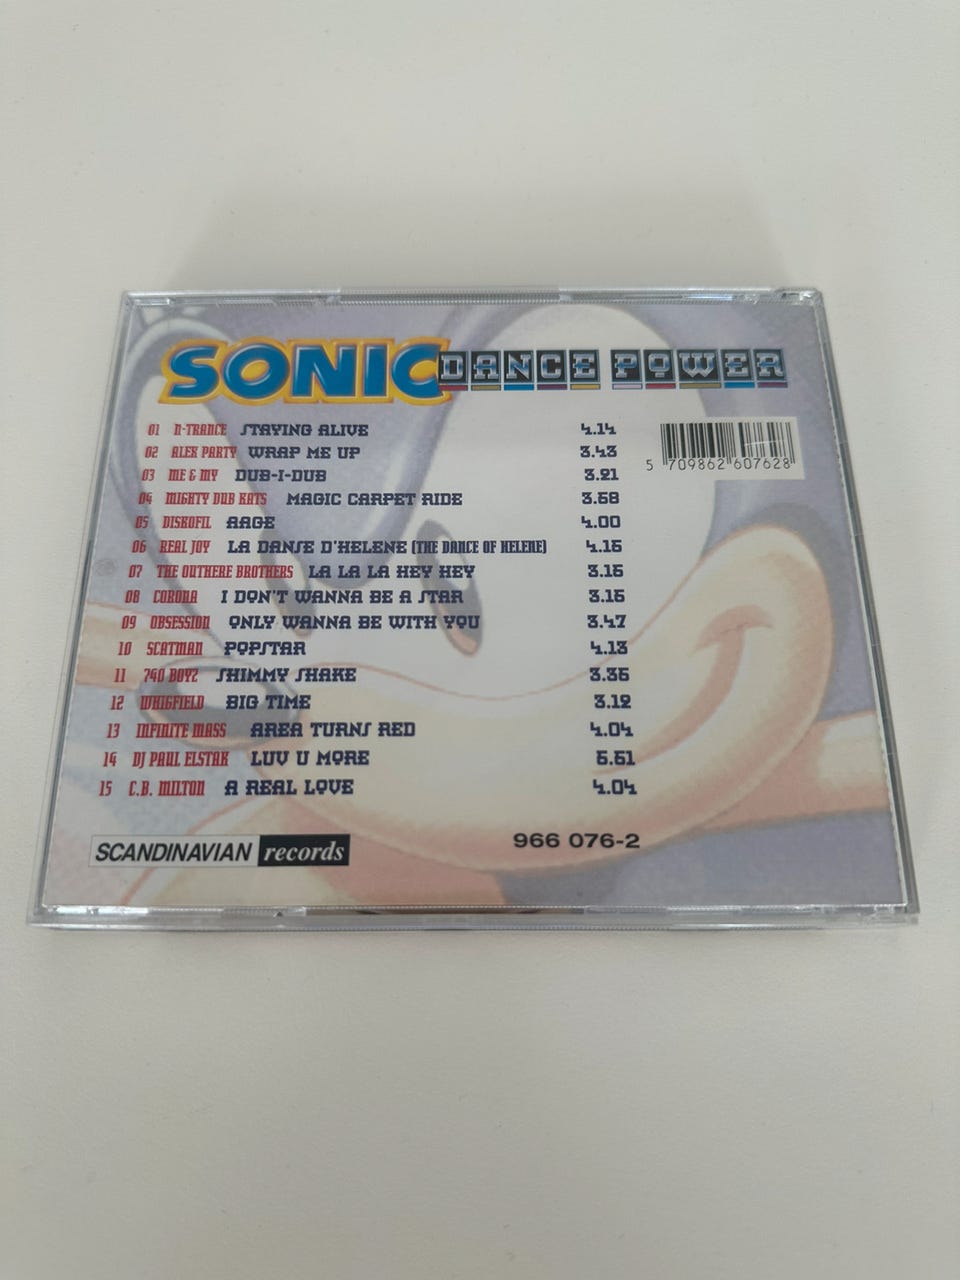 SONIC DANCE POWER
01 N-TRANCE STAYING ALIVE 4.14
02 ALEX PARTY WRAP ME UP 3.43
03 ME & MY DUB-I-DUB 3.21
04 MIGHTY DUB KATS MAGIC CARPET RIDE 3.58
05 DISKOFIL AAGE 4.00
06 REAL JOY LA DANSE D'HELENE (THE DANCE OF HELENE) 4.15
07 THE OUTHERE BROTHERS LA LA LA HEY HEY 3.15
08 CORONA I DON'T WANNA BE A STAR 3.15
09 OBSESSION ONLY WANNA BE WITH YOU 3.47
10 SCATMAN POPSTAR 4.13
11 740 BOYZ SHIMMY SHAKE 3.35
12 WHIGFIELD BIG TIME 3.12
13 INFINITE MASS AREA TURNS RED 4.04
14 DJ PAUL ELSTAK LUV U MORE 5.51
15 C.B. MILTON A REAL LOVE 4.04
5 709862 607628
SCANDINAVIAN records
966 076-2